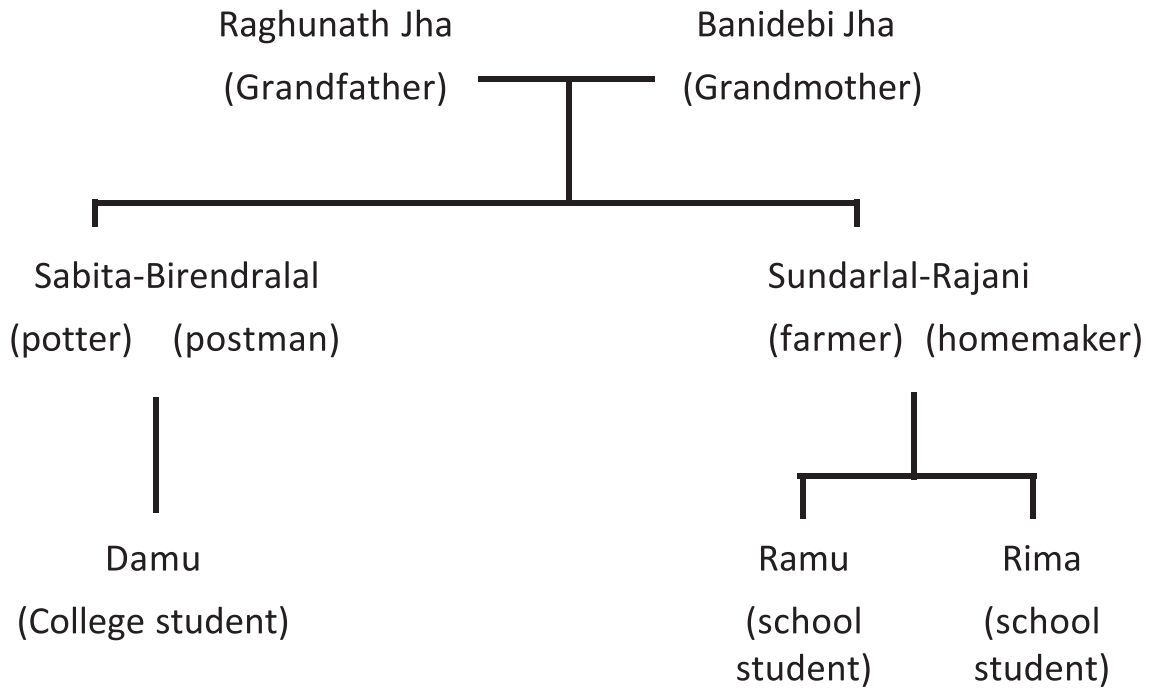 Raghunath Jha
Banidebi Jha
(Grandfather)
(Grandmother)
Sabita-Birendralal
Sundarlal-Rajani
(potter) (postman)
(farmer) (homemaker)
Damu
Ramu
Rima
(College student)
(school
student)
(school
student)